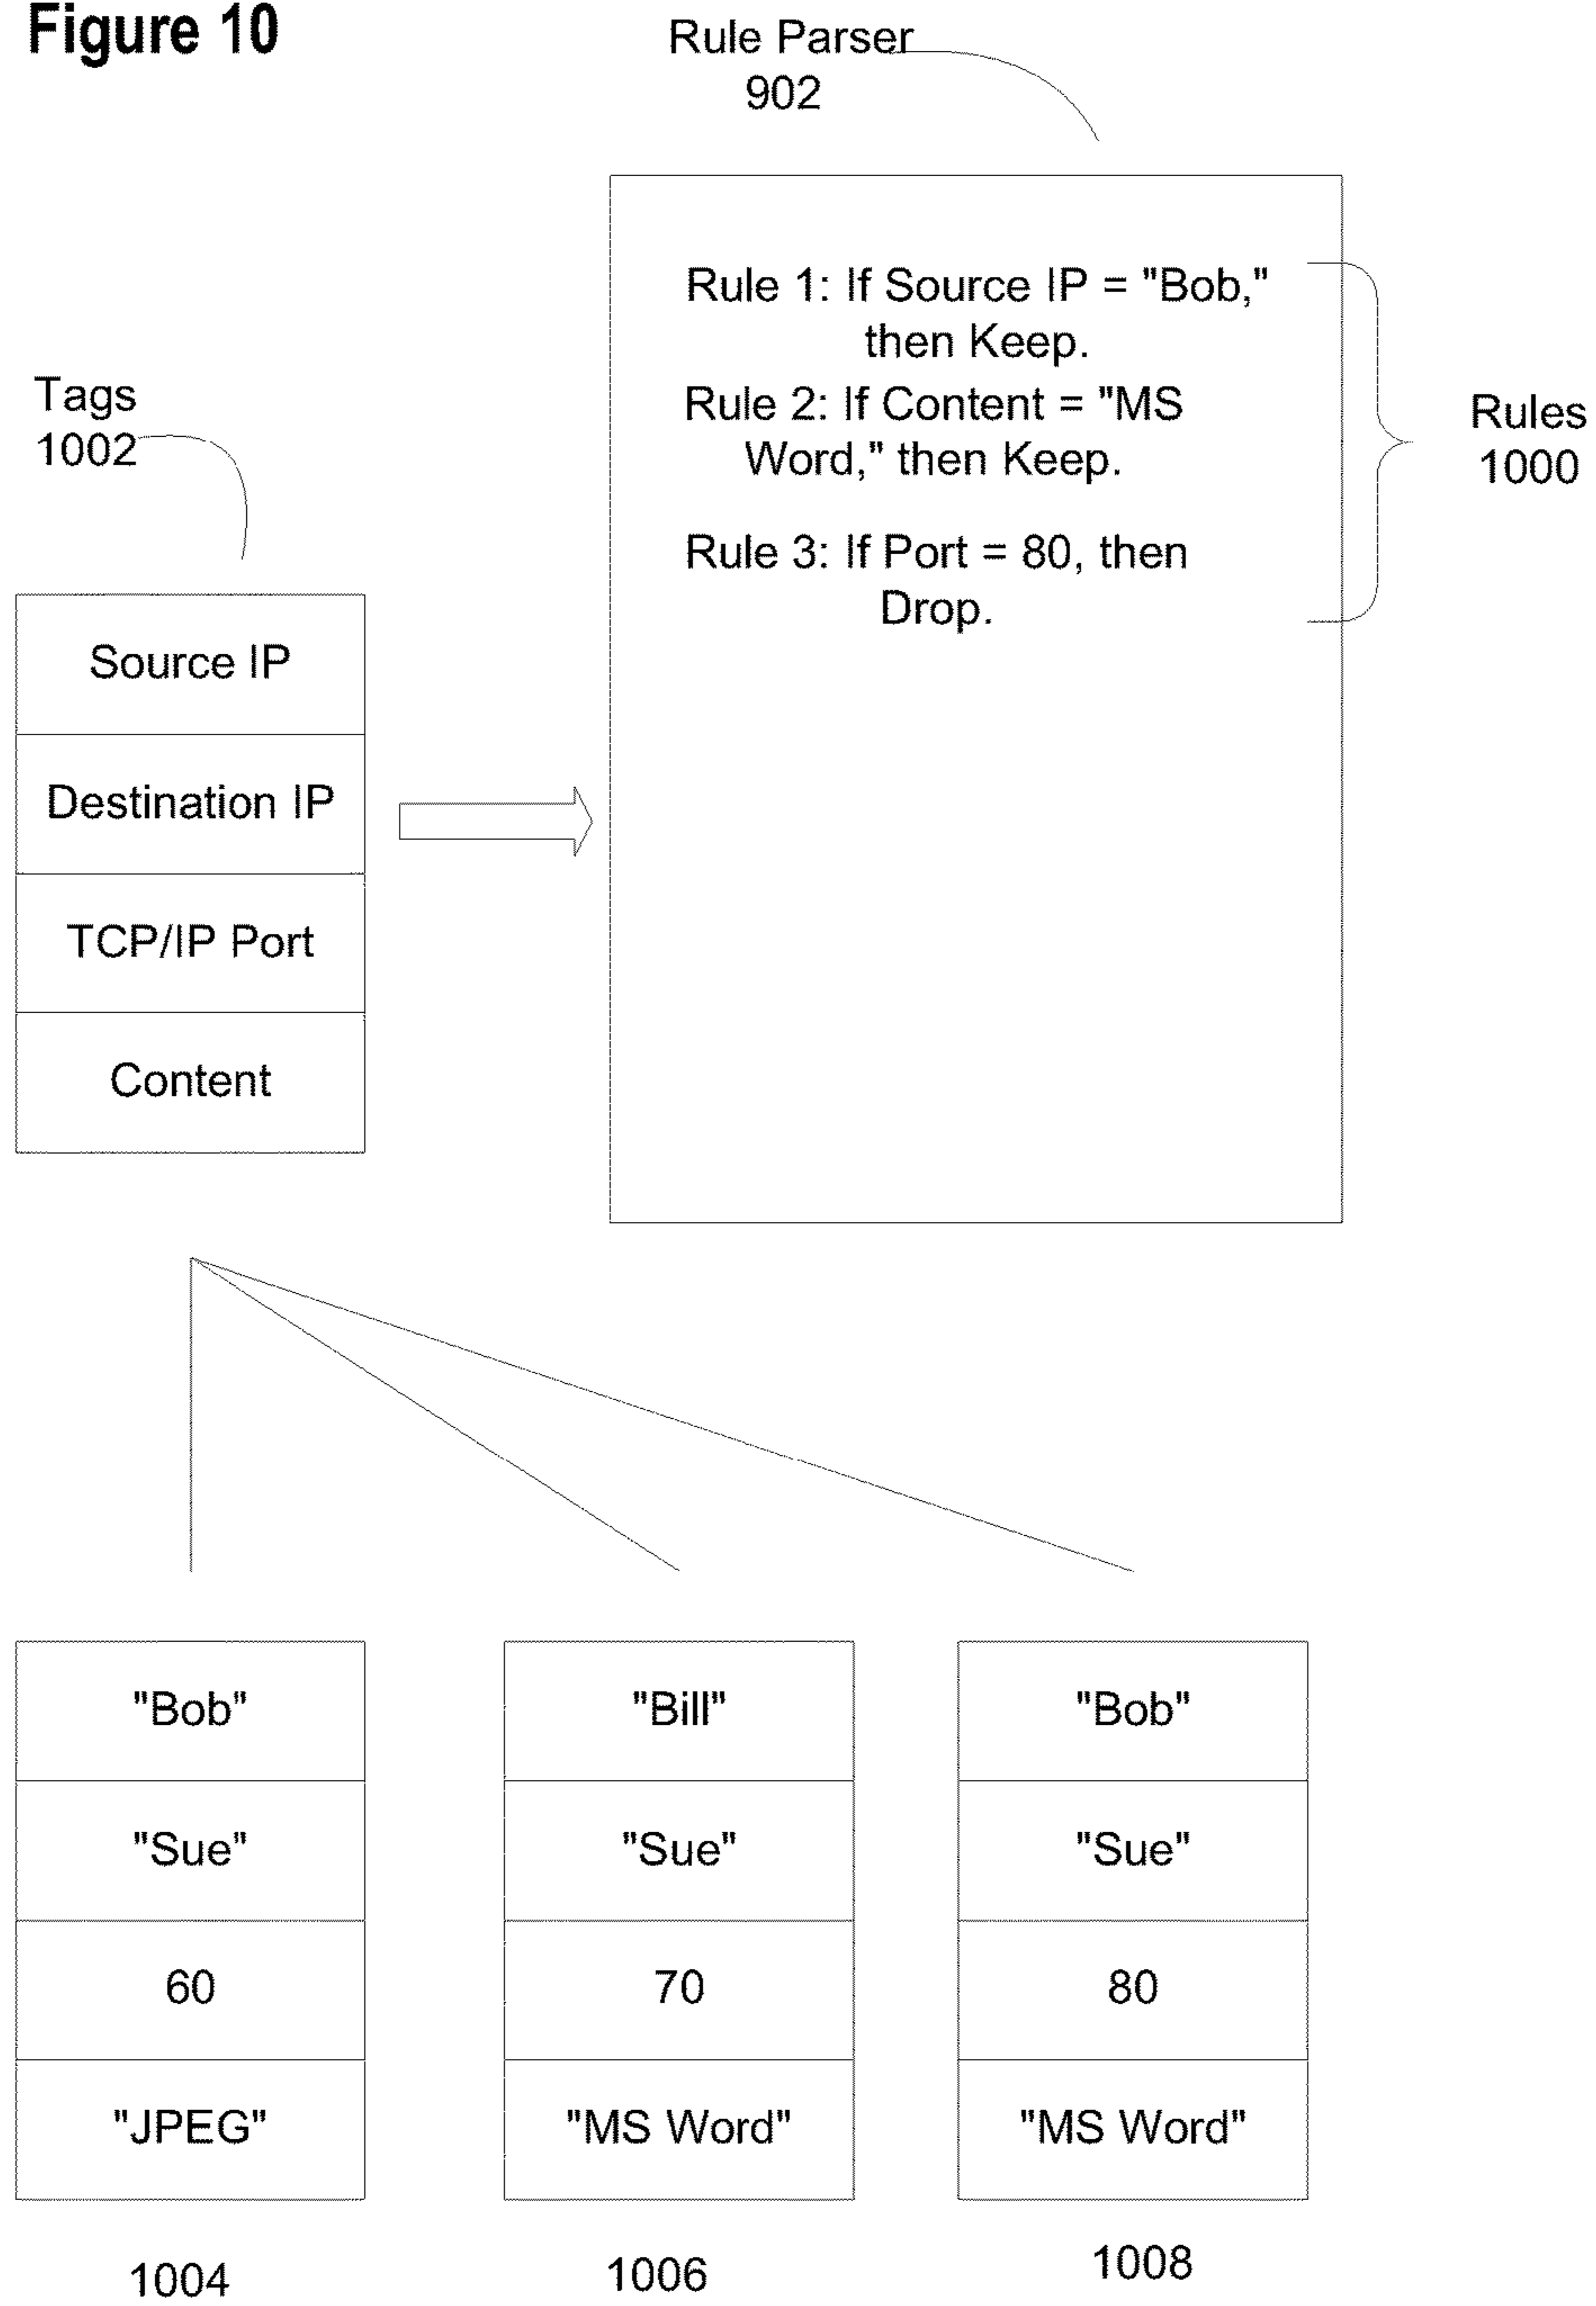 Figure 10
Rule Parser
902
Rule 1: If Source IP = "Bob,"
then Keep.
Rule 2: If Content = "MS
Word," then Keep.
Rule 3: If Port = 80, then
Drop.
Rules
1000
Tags
1002
Source IP
Destination IP
TCP/IP Port
Content
"Bob"
"Sue"
60
"JPEG"
1004
"Bill"
"Sue"
70
"MS Word"
1006
"Bob"
"Sue"
80
"MS Word"
1008